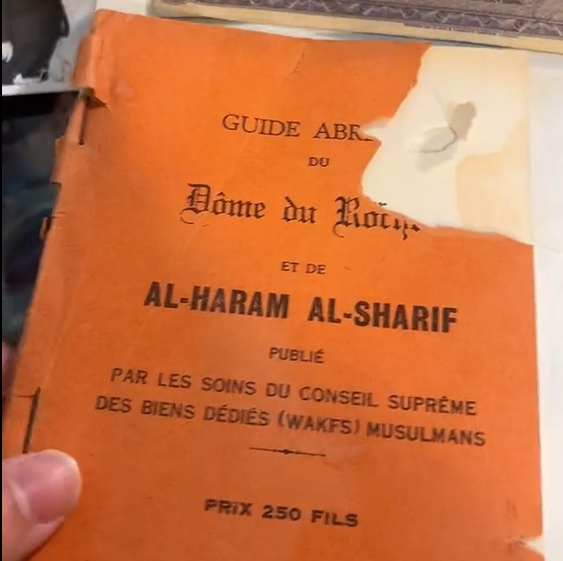 GUIDE ABR
DU
Dôme du
ET DE
AL-HARAM AL-SHARIF
PUBLIÉ
PAR LES SOINS DU CONSEIL SUPRÊME
DES BIENS DÉDIÉS (WAKFS) MUSULMANS
PRIX 250 FILS